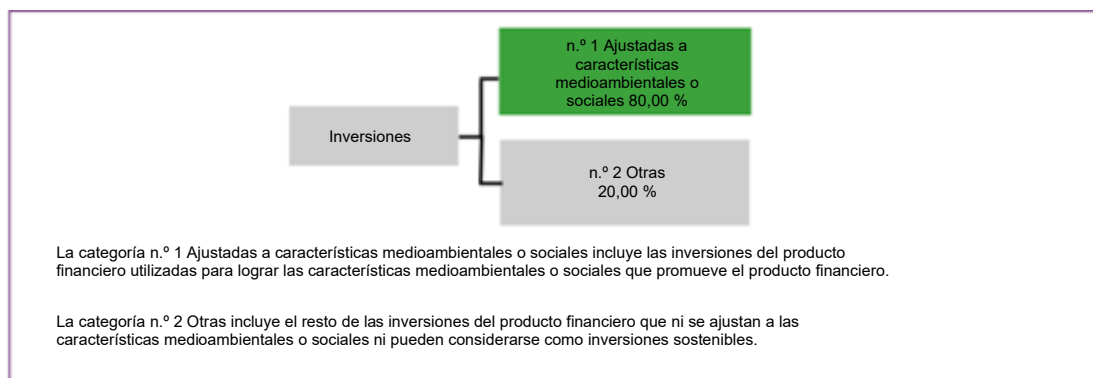 n.º 1 Ajustadas a
características
medioambientales o
sociales 80,00 %
Inversiones
n.º 2 Otras
20,00 %
La categoría n.º 1 Ajustadas a características medioambientales o sociales incluye las inversiones del producto
financiero utilizadas para lograr las características medioambientales o sociales que promueve el producto financiero.
La categoría n.º 2 Otras incluye el resto de las inversiones del producto financiero que ni se ajustan a las
características medioambientales o sociales ni pueden considerarse como inversiones sostenibles.